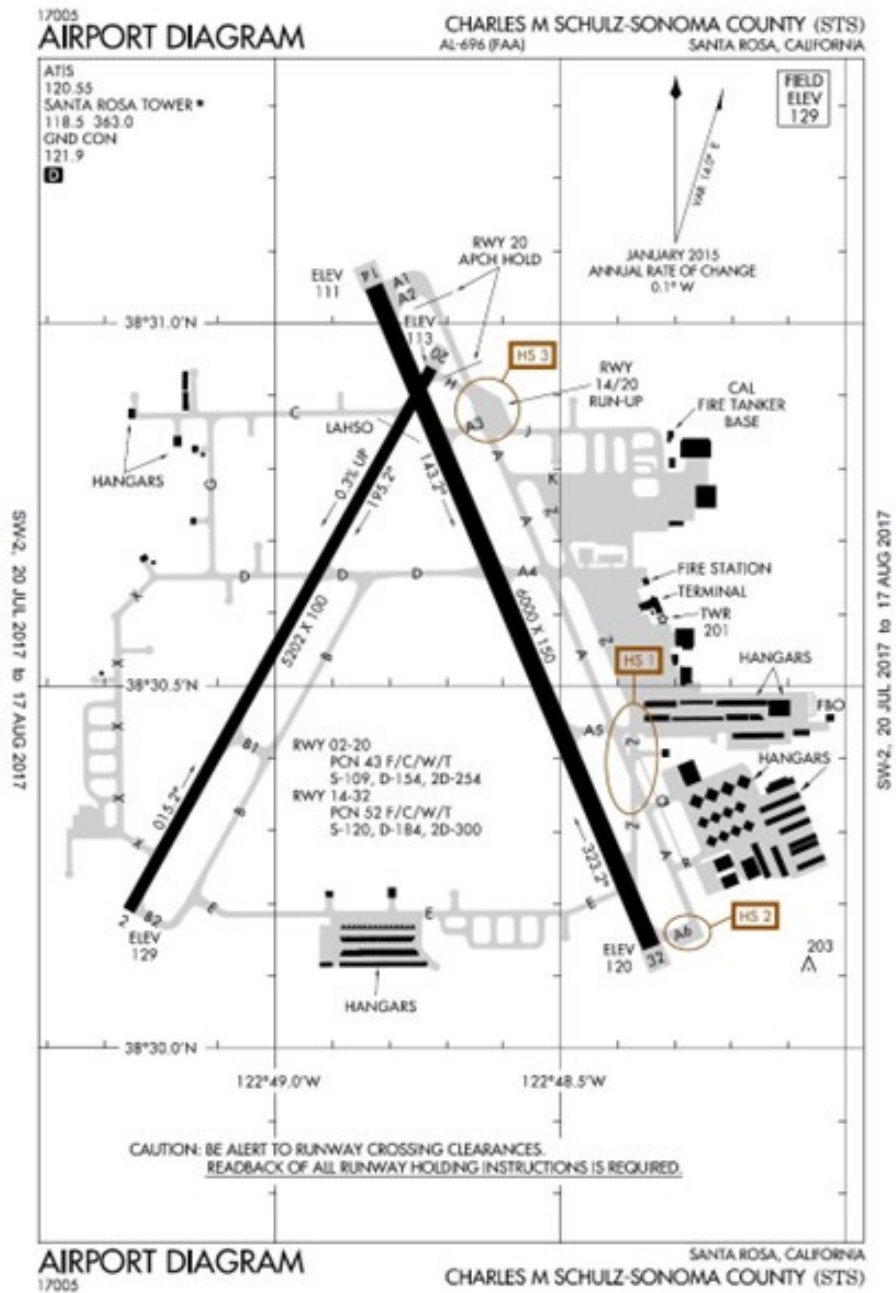 17005
AIRPORT DIAGRAM
CHARLES M SCHULZ-SONOMA COUNTY (STS)
AL-696 (FAA)
SANTA ROSA, CALIFORNIA
ATIS
120.55
SANTA ROSA TOWER *
118.5 363.0
GND CON
121.9
D
FIELD
ELEV
129
VAR 14.0° E
JANUARY 2015
ANNUAL RATE OF CHANGE
0.1° W
RWY 20
APCH HOLD
ELEV
111
14
A1
A2
38°31.0'N
ELEV
113
20
HS 3
H
RWY
14/20
RUN-UP
CAL
FIRE TANKER
BASE
C
LAHSO
A3
J
A
HANGARS
G
0.3% UP
195.2°
143.2°
K
Z
A
D
D
D
A4
FIRE STATION
TERMINAL
TWR
201
X
5202 X 100
6000 X 150
B
A
Z
HS 1
HANGARS
X
38°30.5'N
FBO
X
A5
Z
B1
RWY 02-20
PCN 43 F/C/W/T
S-109, D-154, 2D-254
RWY 14-32
PCN 52 F/C/W/T
S-120, D-184, 2D-300
HANGARS
X
015.2°
B
Z
Q
X
A
323.2°
2
B2
E
E
E
HS 2
A6
ELEV
129
ELEV
120
32
203
HANGARS
38°30.0'N
122°49.0'W
122°48.5'W
CAUTION: BE ALERT TO RUNWAY CROSSING CLEARANCES.
READBACK OF ALL RUNWAY HOLDING INSTRUCTIONS IS REQUIRED.
SW-2, 20 JUL 2017 to 17 AUG 2017
SW-2, 20 JUL 2017 to 17 AUG 2017
AIRPORT DIAGRAM
17005
SANTA ROSA, CALIFORNIA
CHARLES M SCHULZ-SONOMA COUNTY (STS)